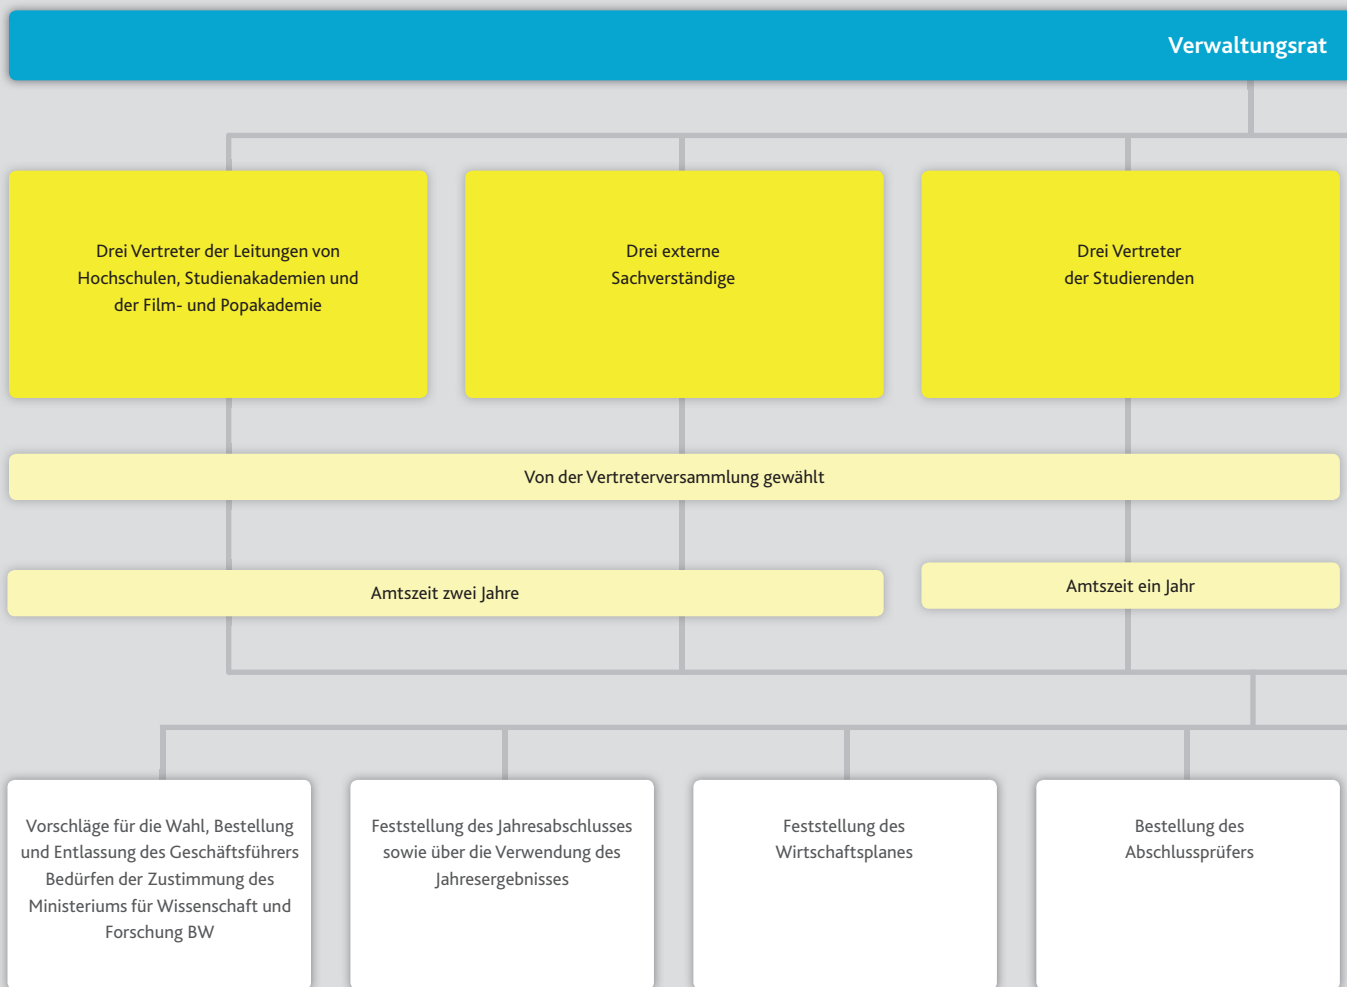 Verwaltungsrat
Drei Vertreter der Leitungen von
Hochschulen, Studienakademien und
der Film- und Popakademie
Drei externe
Sachverständige
Drei Vertreter
der Studierenden
Von der Vertreterversammlung gewählt
Amtszeit zwei Jahre
Amtszeit ein Jahr
Vorschläge für die Wahl, Bestellung
und Entlassung des Geschäftsführers
Bedürfen der Zustimmung des
Ministeriums für Wissenschaft und
Forschung BW
Feststellung des Jahresabschlusses
sowie über die Verwendung des
Jahresergebnisses
Feststellung des
Wirtschaftsplanes
Bestellung des
Abschlussprüfers